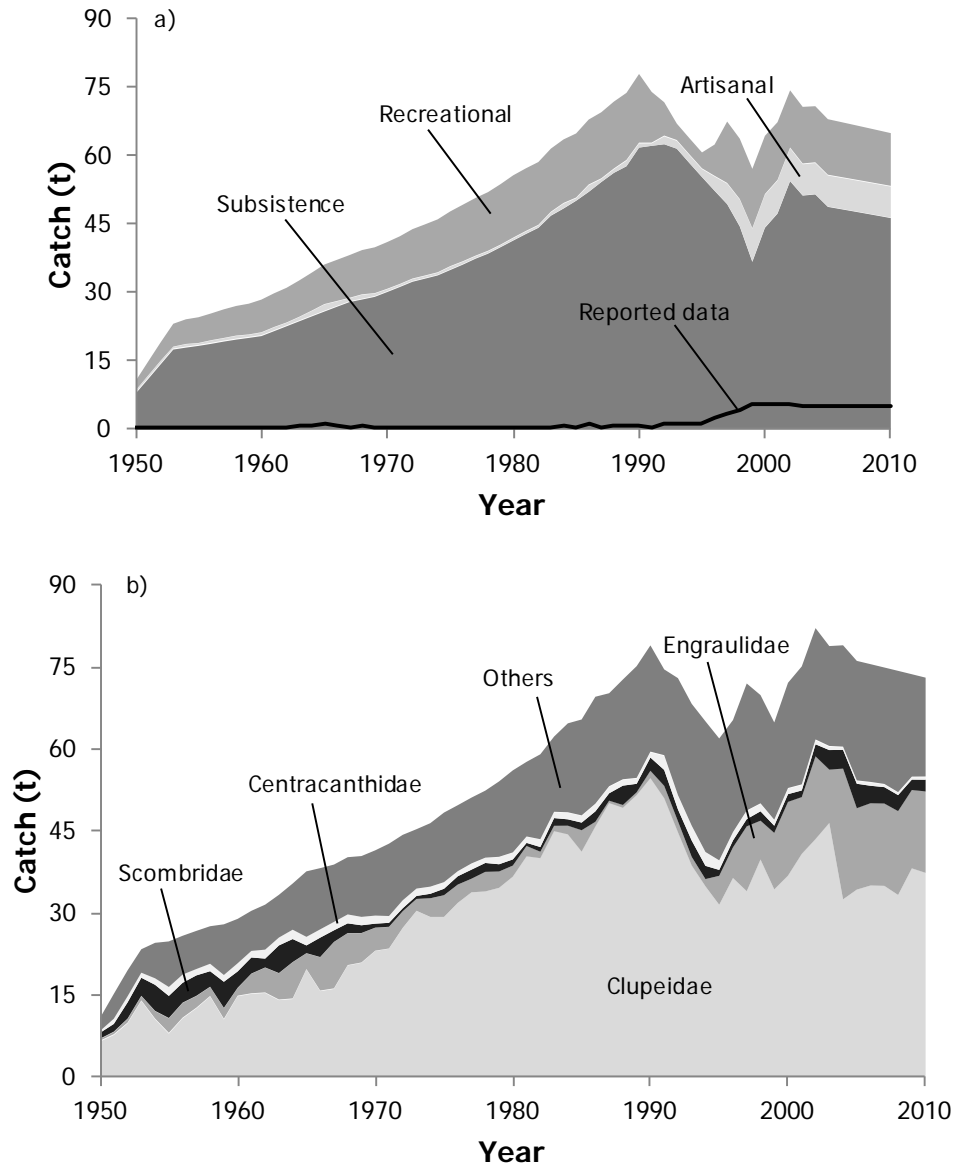 90
a)
75
Artisanal
Recreational
60
Subsistence
45
Catch (t)
30
Reported data
15
0
1950 1960 1970 1980 1990 2000 2010
Year
90
b)
75
Engraulidae
Others
60
Centracanthidae
45
Catch (t)
Scombridae
30
Clupeidae
15
0
1950 1960 1970 1980 1990 2000 2010
Year